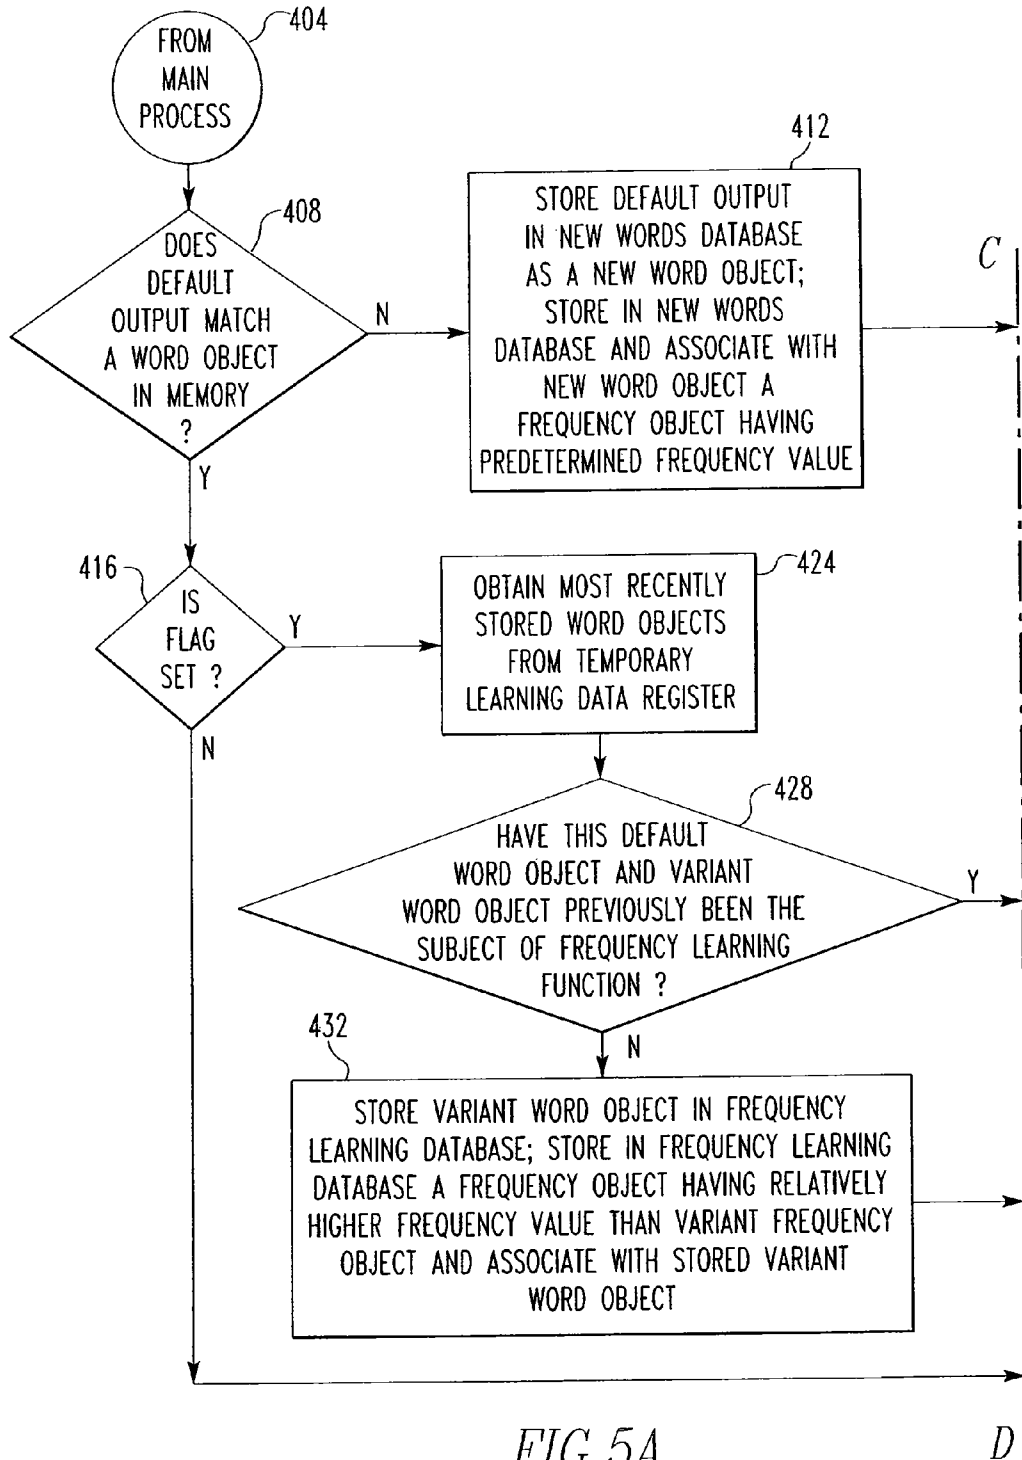 404
FROM
MAIN
PROCESS
408
DOES
DEFAULT
OUTPUT MATCH
A WORD OBJECT
IN MEMORY
?
N
Y
412
STORE DEFAULT OUTPUT
IN NEW WORDS DATABASE
AS A NEW WORD OBJECT;
STORE IN NEW WORDS
DATABASE AND ASSOCIATE WITH
NEW WORD OBJECT A
FREQUENCY OBJECT HAVING
PREDETERMINED FREQUENCY VALUE
C
416
IS
FLAG
SET ?
Y
N
424
OBTAIN MOST RECENTLY
STORED WORD OBJECTS
FROM TEMPORARY
LEARNING DATA REGISTER
428
HAVE THIS DEFAULT
WORD OBJECT AND VARIANT
WORD OBJECT PREVIOUSLY BEEN THE
SUBJECT OF FREQUENCY LEARNING
FUNCTION ?
Y
N
432
STORE VARIANT WORD OBJECT IN FREQUENCY
LEARNING DATABASE; STORE IN FREQUENCY LEARNING
DATABASE A FREQUENCY OBJECT HAVING RELATIVELY
HIGHER FREQUENCY VALUE THAN VARIANT FREQUENCY
OBJECT AND ASSOCIATE WITH STORED VARIANT
WORD OBJECT
FIG. 5A
D